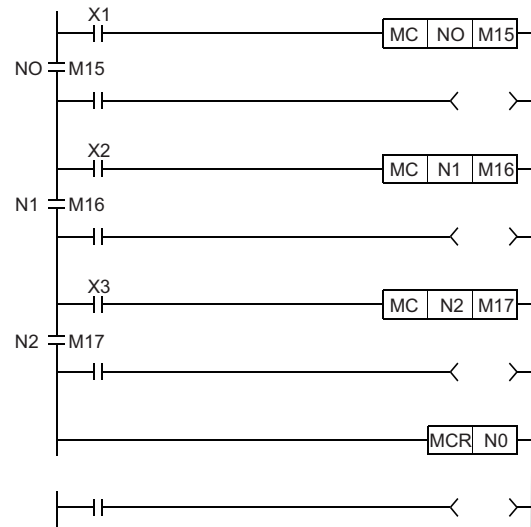 X1
MC NO M15
NO M15
X2
MC N1 M16
N1 M16
X3
MC N2 M17
N2 M17
MCR N0